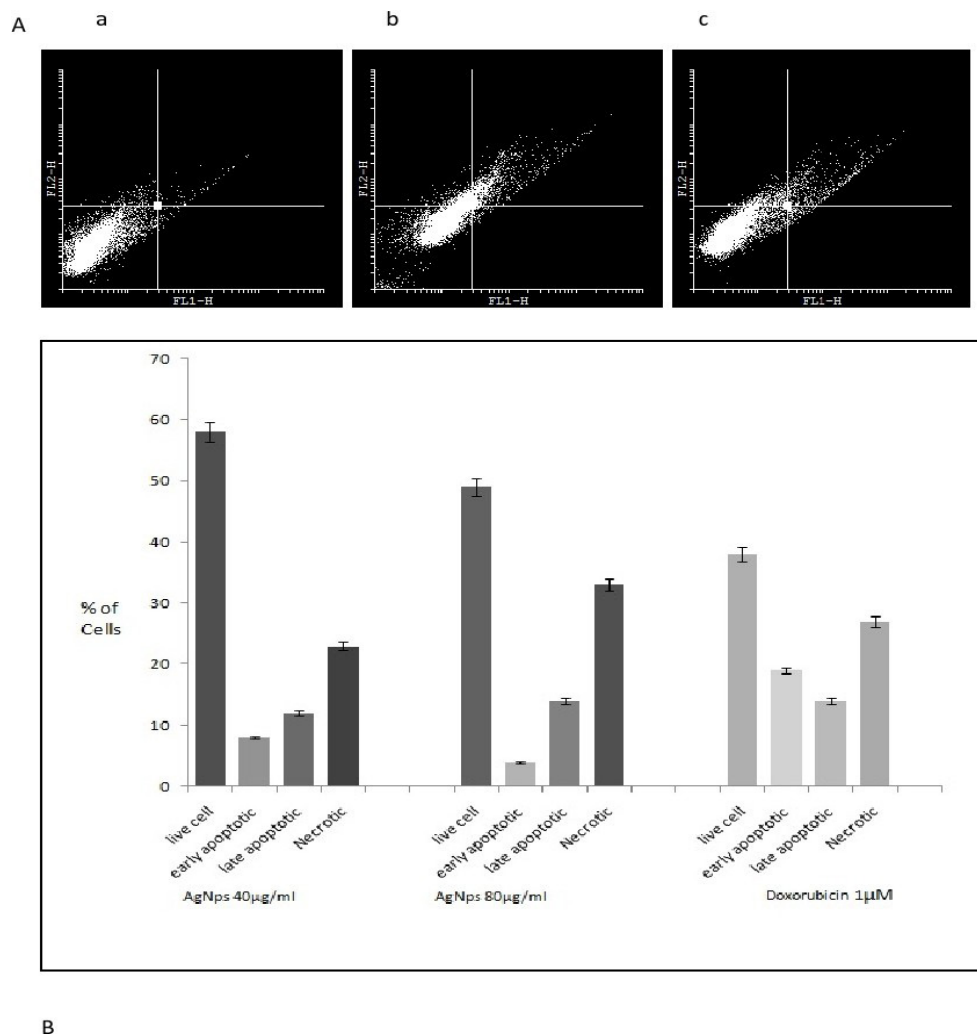 A
a
b
c
FL2-H
FL1-H
FL2-H
FL1-H
FL2-H
FL1-H
70
60
50
40
30
20
10
0
% of
Cells
live cell
early apoptotic
late apoptotic
Necrotic
live cell
early apoptotic
late apoptotic
Necrotic
live cell
early apoptotic
late apoptotic
Necrotic
AgNps 40µg/ml
AgNps 80µg/ml
Doxorubicin 1µM
B